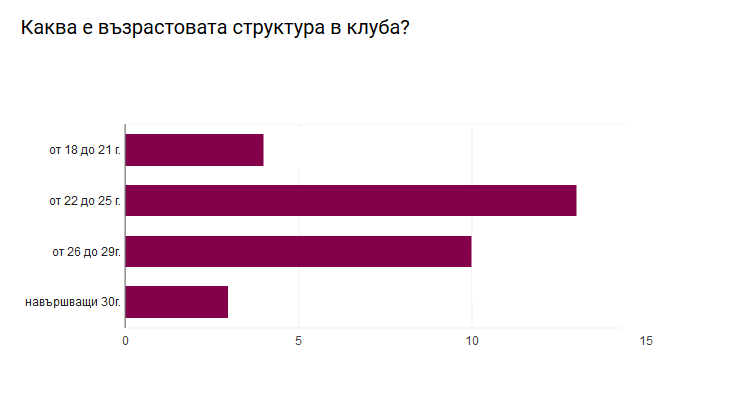 Каква е възрастовата структура в клуба?
от 18 до 21 г.
от 22 до 25 г.
от 26 до 29г.
навършващи 30г.
0 5 10 15